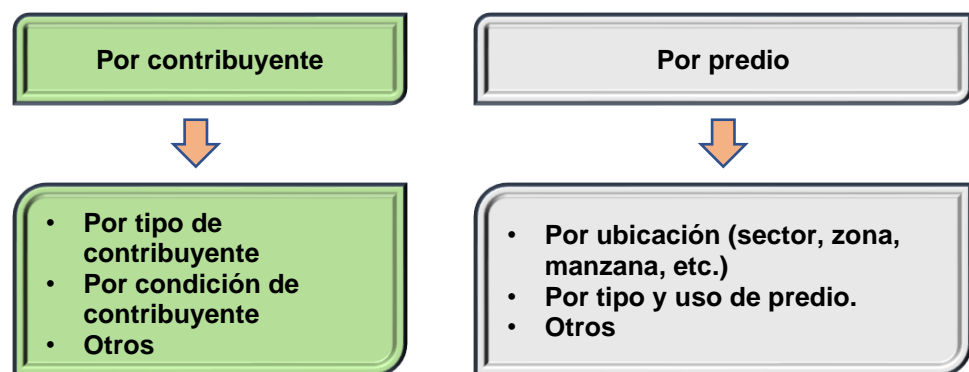 Por contribuyente
• Por tipo de
contribuyente
• Por condición de
contribuyente
• Otros
Por predio
• Por ubicación (sector, zona,
manzana, etc.)
• Por tipo y uso de predio.
• Otros